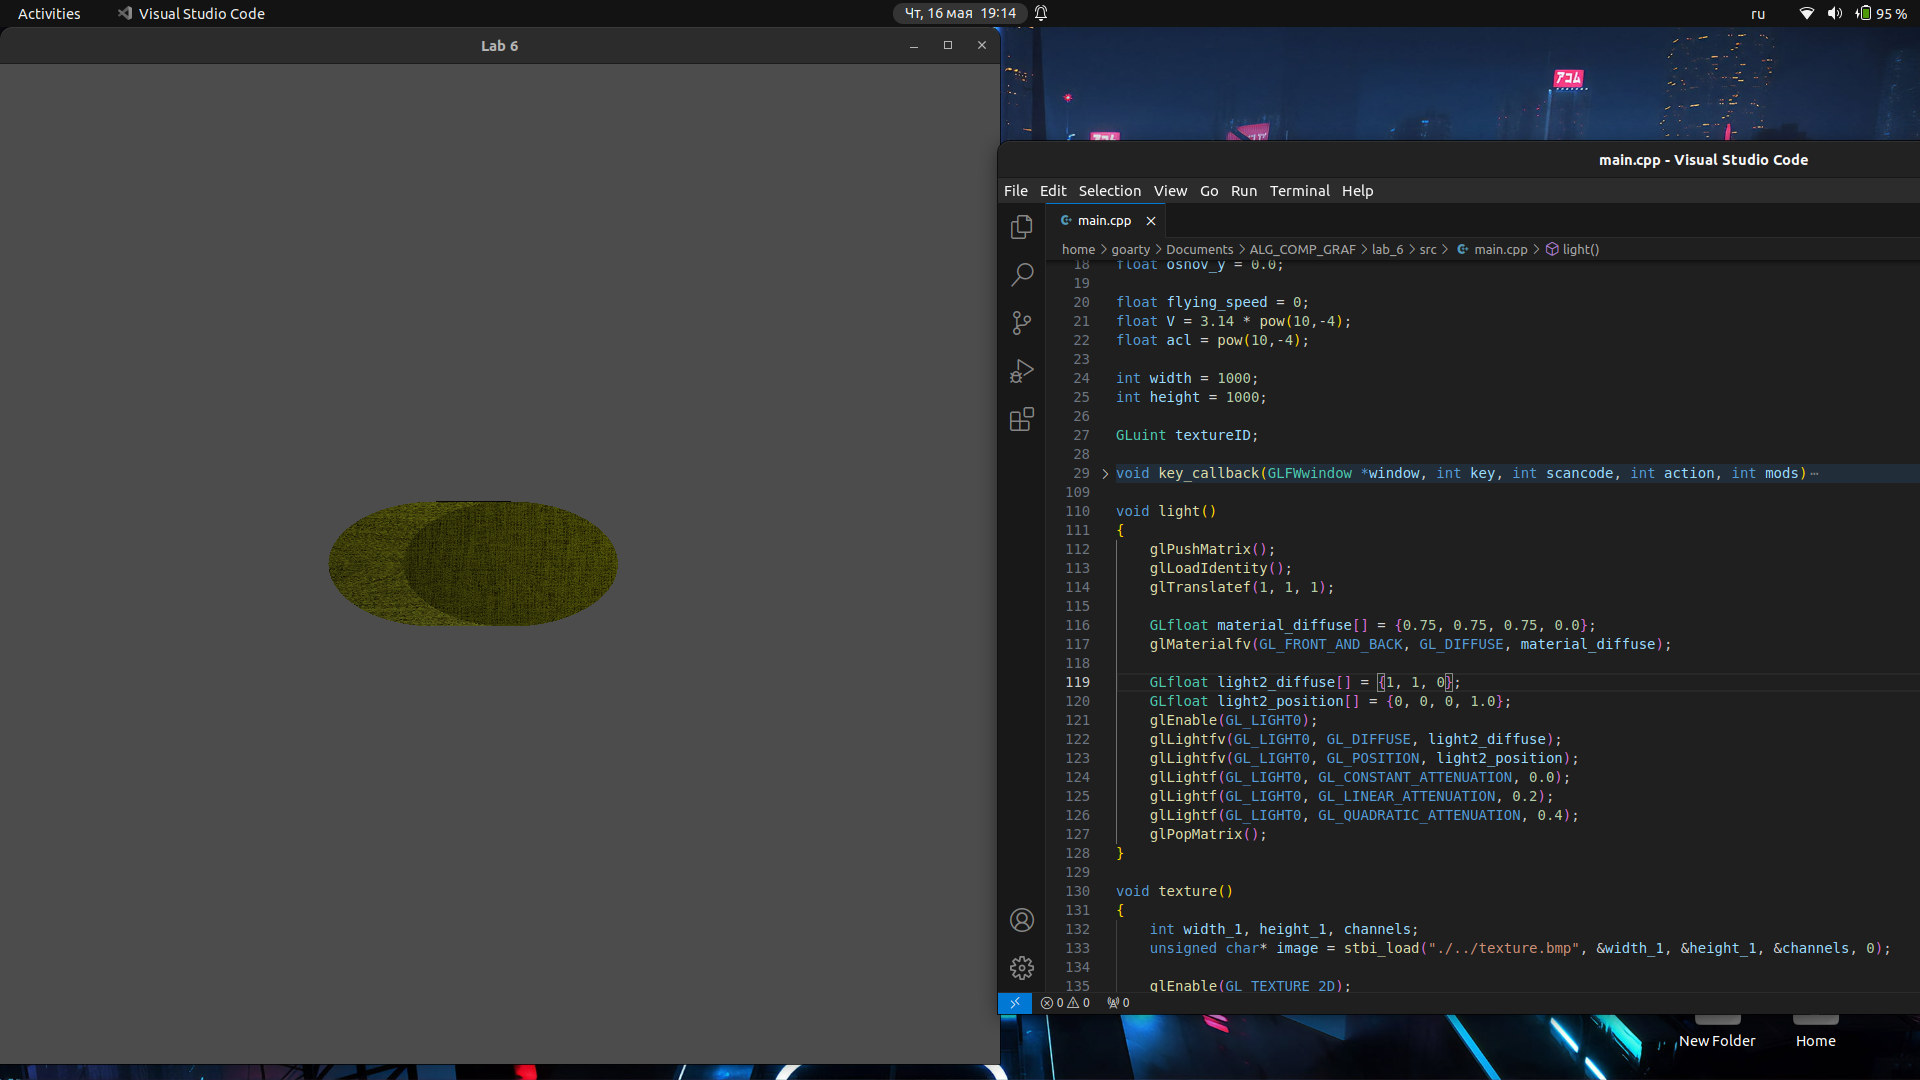 Activities
Visual Studio Code
Чт, 16 мая 19:14
ru
95 %
Lab 6
アコム
main.cpp - Visual Studio Code
File Edit Selection View Go Run Terminal Help
main.cpp
home > goarty > Documents > ALG_COMP_GRAF > lab_6 > src > main.cpp > light()
18 float osnov_y = 0.0;
19
20 float flying_speed = 0;
21 float V = 3.14 * pow(10,-4);
22 float acl = pow(10,-4);
23
24 int width = 1000;
25 int height = 1000;
26
27 GLuint textureID;
28
29 void key_callback(GLFWwindow *window, int key, int scancode, int action, int mods) ⋯
109
110 void light()
111 {
112 glPushMatrix();
113 glLoadIdentity();
114 glTranslatef(1, 1, 1);
115
116 GLfloat material_diffuse[] = {0.75, 0.75, 0.75, 0.0};
117 glMaterialfv(GL_FRONT_AND_BACK, GL_DIFFUSE, material_diffuse);
118
119 GLfloat light2_diffuse[] = {1, 1, 0};
120 GLfloat light2_position[] = {0, 0, 0, 1.0};
121 glEnable(GL_LIGHT0);
122 glLightfv(GL_LIGHT0, GL_DIFFUSE, light2_diffuse);
123 glLightfv(GL_LIGHT0, GL_POSITION, light2_position);
124 glLightf(GL_LIGHT0, GL_CONSTANT_ATTENUATION, 0.0);
125 glLightf(GL_LIGHT0, GL_LINEAR_ATTENUATION, 0.2);
126 glLightf(GL_LIGHT0, GL_QUADRATIC_ATTENUATION, 0.4);
127 glPopMatrix();
128 }
129
130 void texture()
131 {
132 int width_1, height_1, channels;
133 unsigned char* image = stbi_load("./../texture.bmp", &width_1, &height_1, &channels, 0);
134
135 glEnable(GL_TEXTURE_2D);
0 0 0
New Folder
Home